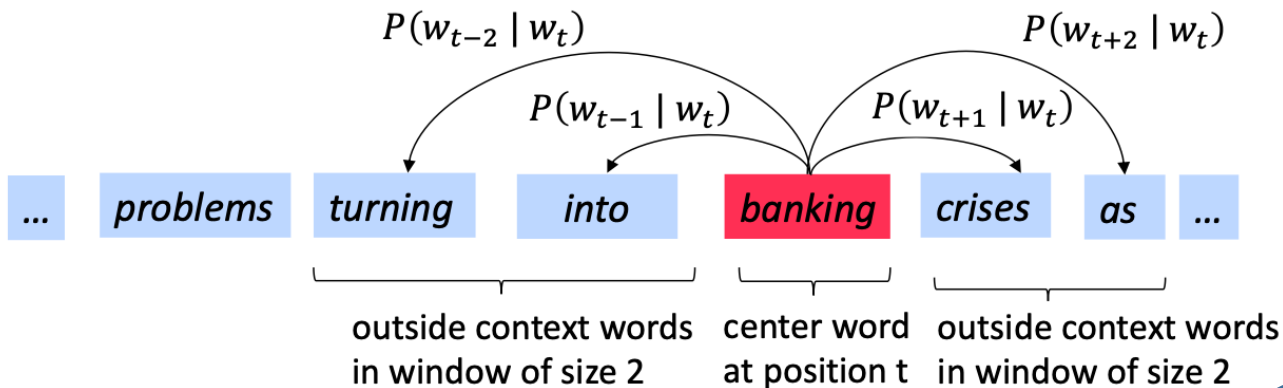 P(w_{t−2} | w_t) P(w_{t+2} | w_t)
P(w_{t−1} | w_t) P(w_{t+1} | w_t)
... problems turning into banking crises as ...
outside context words center word outside context words
in window of size 2 at position t in window of size 2